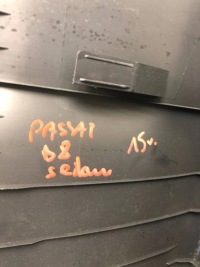 PASSAT 15r.
b8
sedan